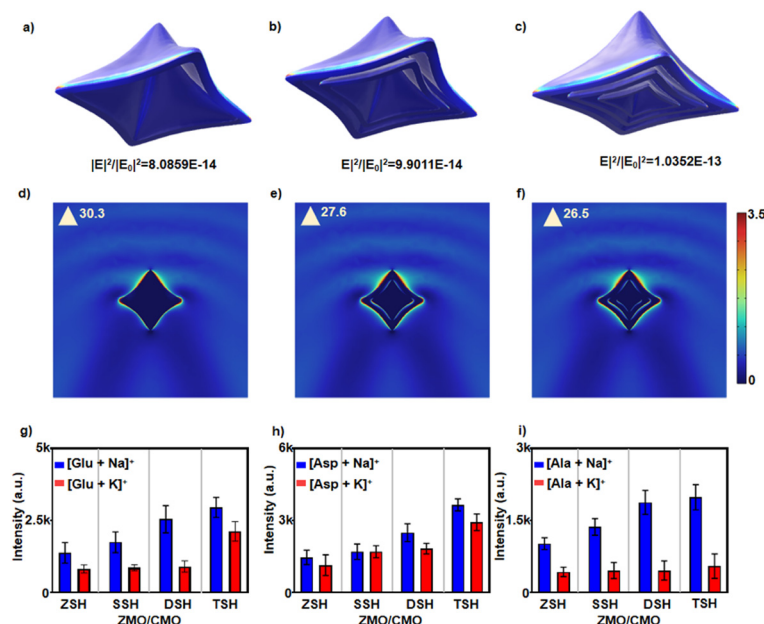 a) b) c)
|E|²/|E₀|²=8.0859E-14 E|²/|E₀|²=9.9011E-14 E|²/|E₀|²=1.0352E-13
d) e) f)
30.3 27.6 26.5 3.5
0
g) h) i)
5k 6k 3k
[Glu + Na]⁺ [Asp + Na]⁺ [Ala + Na]⁺
[Glu + K]⁺ [Asp + K]⁺ [Ala + K]⁺
Intensity (a.u.) Intensity (a.u.) Intensity (a.u.)
2.5k 3k 1.5k
0 0 0
ZSH SSH DSH TSH ZSH SSH DSH TSH ZSH SSH DSH TSH
ZMO/CMO ZMO/CMO ZMO/CMO